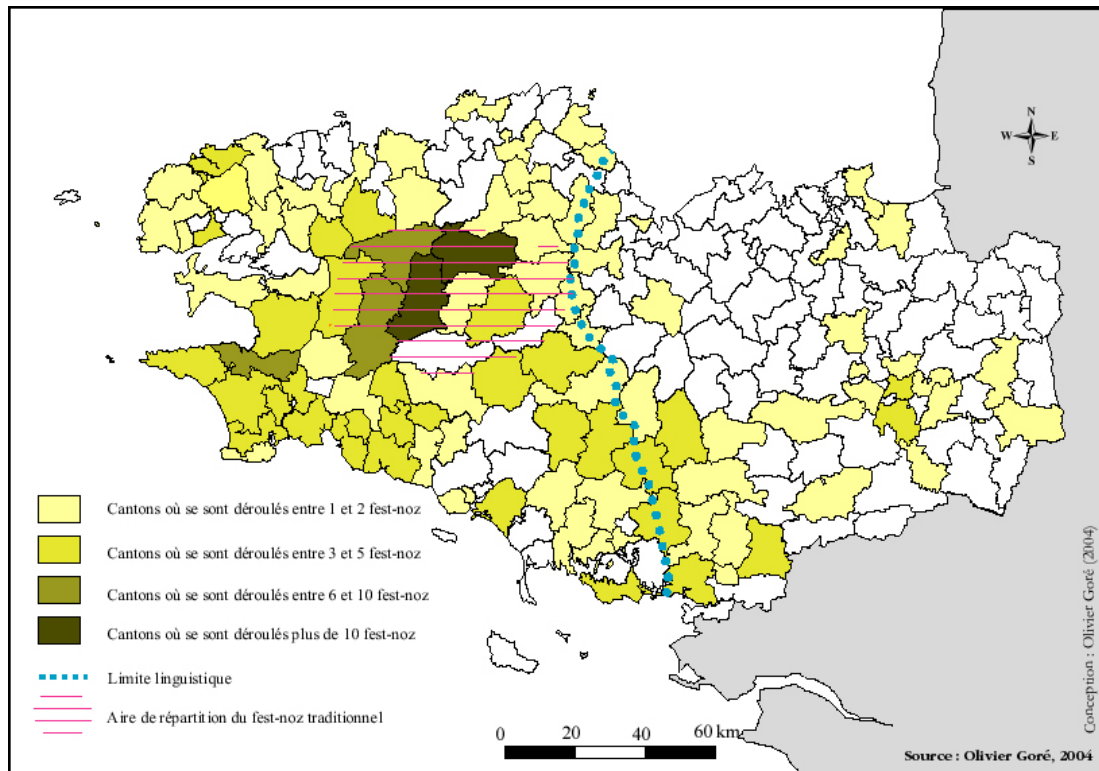 N
W E
S
Cantons où se sont déroulés entre 1 et 2 fest-noz
Cantons où se sont déroulés entre 3 et 5 fest-noz
Cantons où se sont déroulés entre 6 et 10 fest-noz
Cantons où se sont déroulés plus de 10 fest-noz
Limite linguistique
Aire de répartition du fest-noz traditionnel
0 20 40 60 km
Source : Olivier Goré, 2004
Conception : Olivier Goré (2004)